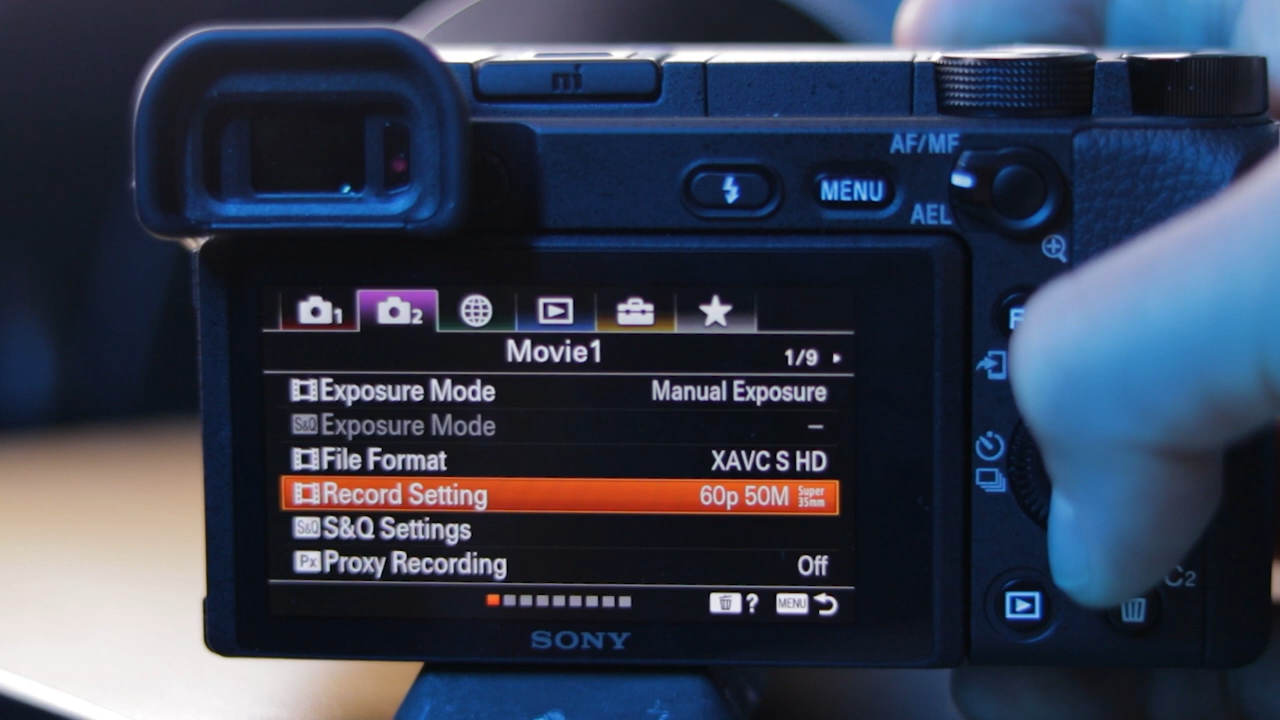 AF/MF
MENU
AEL
1 2
Movie1 1/9
Exposure Mode Manual Exposure
S&Q Exposure Mode –
File Format XAVC S HD
Record Setting 60p 50M Super 35mm
S&Q S&Q Settings
Px Proxy Recording Off
? MENU
SONY
C2